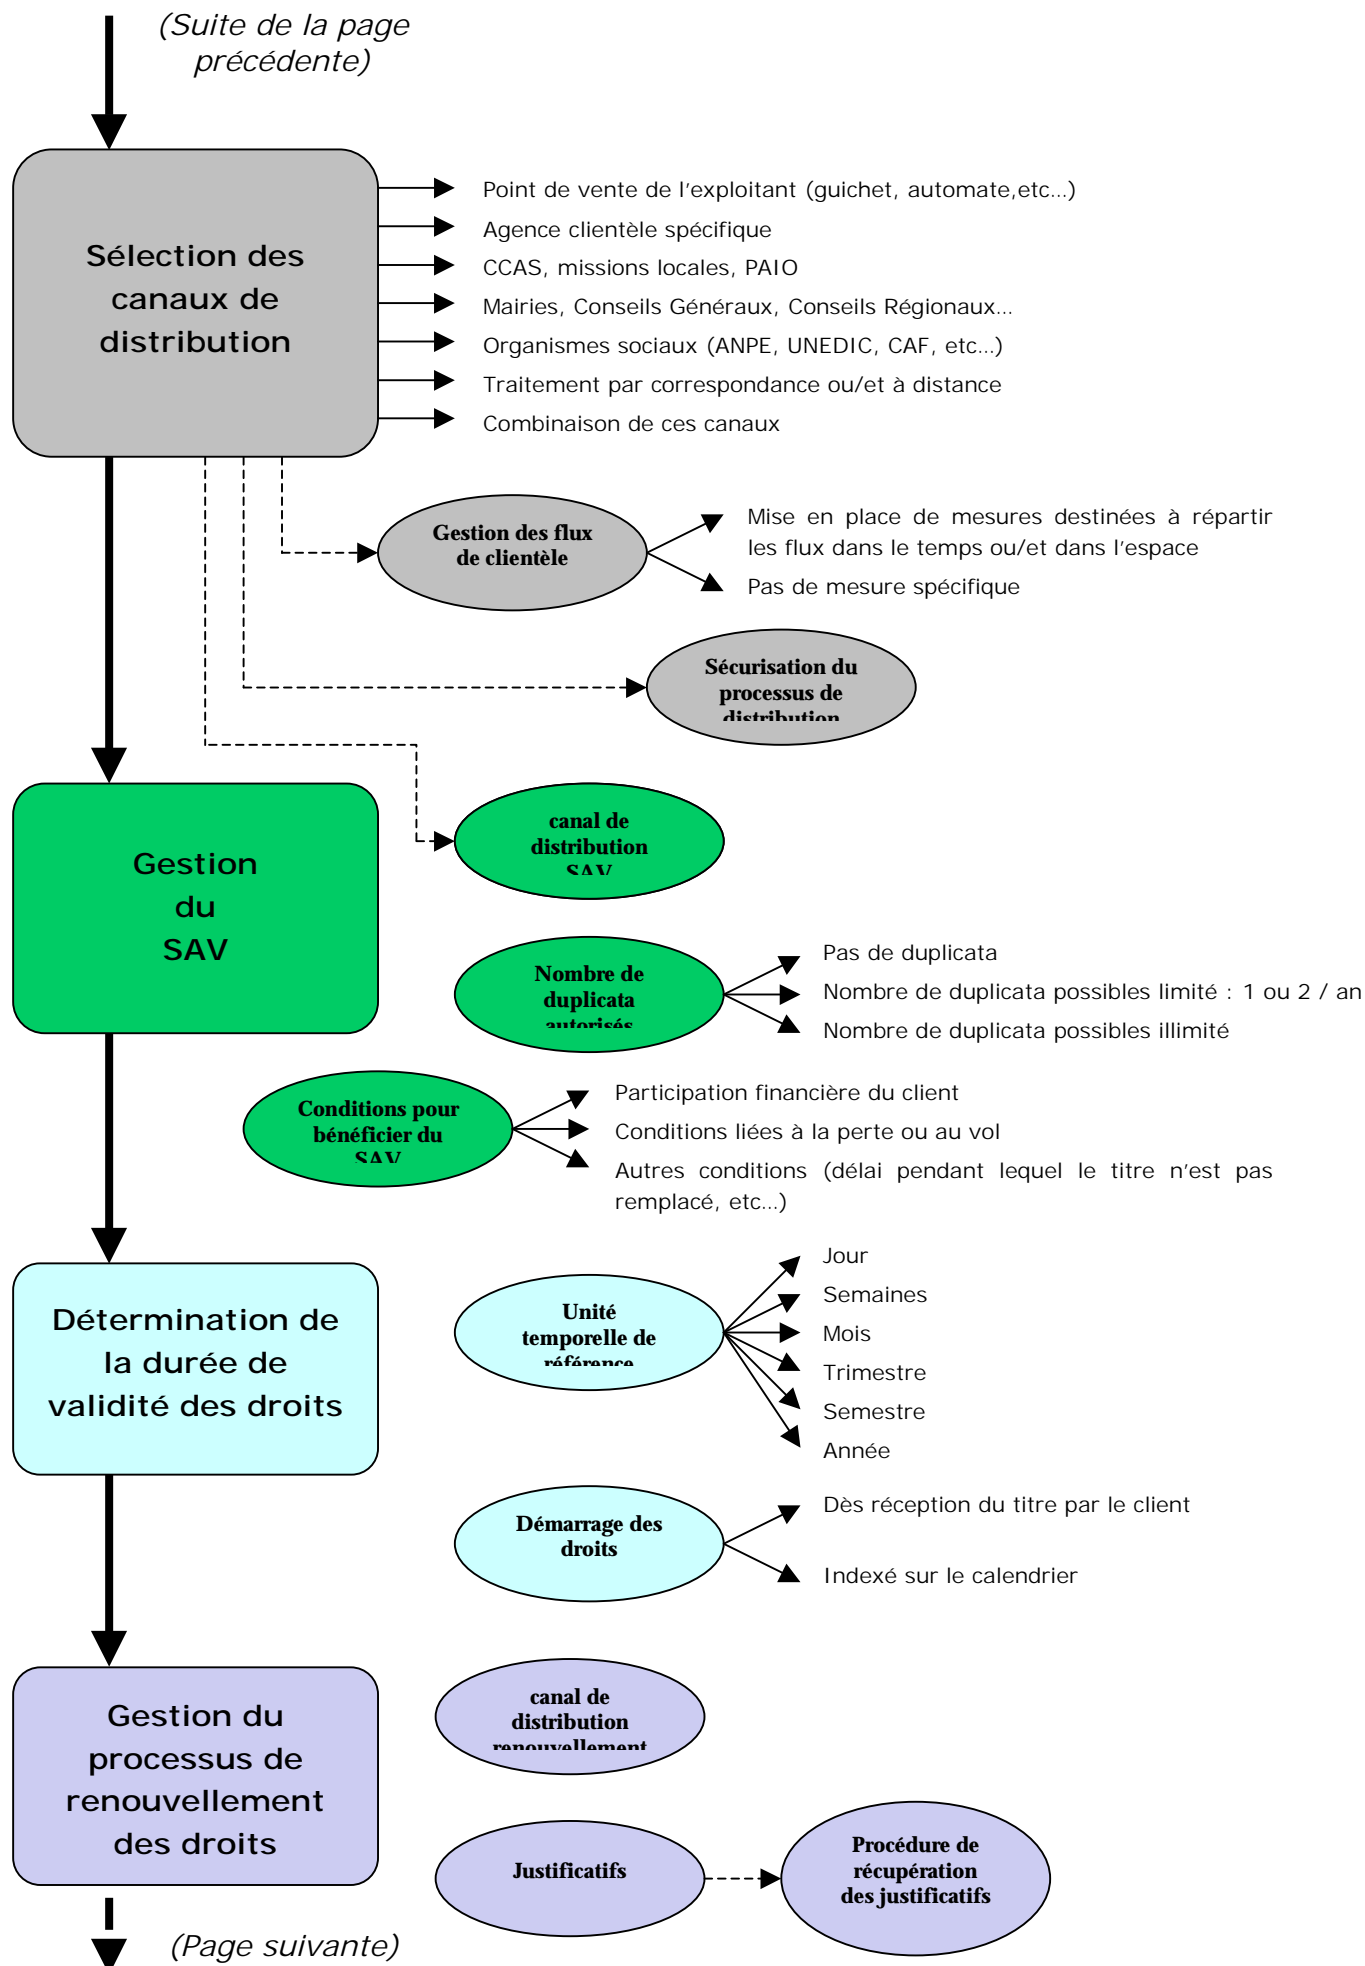 (Suite de la page
précédente)
Sélection des
canaux de
distribution
Point de vente de l'exploitant (guichet, automate,etc...)
Agence clientèle spécifique
CCAS, missions locales, PAIO
Mairies, Conseils Généraux, Conseils Régionaux...
Organismes sociaux (ANPE, UNEDIC, CAF, etc...)
Traitement par correspondance ou/et à distance
Combinaison de ces canaux
Gestion des flux
de clientèle
Mise en place de mesures destinées à répartir
les flux dans le temps ou/et dans l'espace
Pas de mesure spécifique
Sécurisation du
processus de
distribution
Gestion
du
SAV
canal de
distribution
SAV
Nombre de
duplicata
autorisés
Pas de duplicata
Nombre de duplicata possibles limité : 1 ou 2 / an
Nombre de duplicata possibles illimité
Conditions pour
bénéficier du
SAV
Participation financière du client
Conditions liées à la perte ou au vol
Autres conditions (délai pendant lequel le titre n'est pas
remplacé, etc...)
Détermination de
la durée de
validité des droits
Unité
temporelle de
référence
Jour
Semaines
Mois
Trimestre
Semestre
Année
Démarrage des
droits
Dès réception du titre par le client
Indexé sur le calendrier
Gestion du
processus de
renouvellement
des droits
canal de
distribution
renouvellement
Justificatifs
Procédure de
récupération
des justificatifs
(Page suivante)